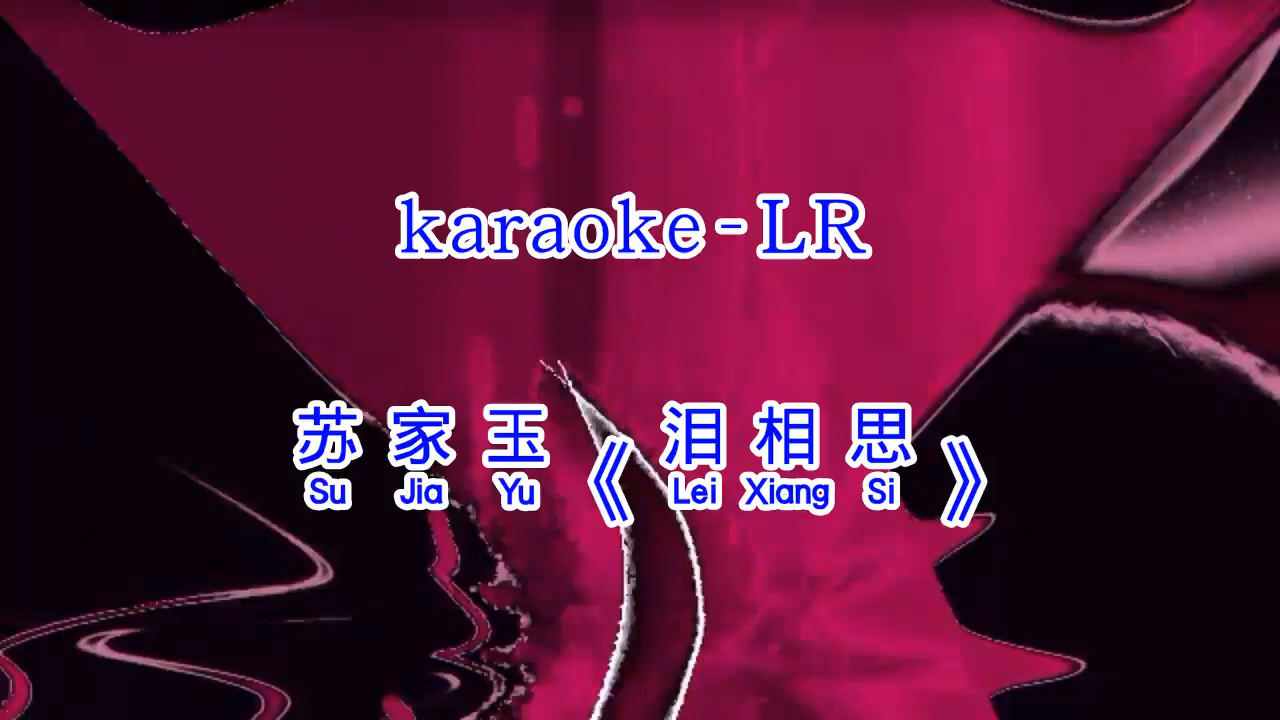 karaoke-LR
苏家玉《泪相思》
Su Jia Yu Lei Xiang Si